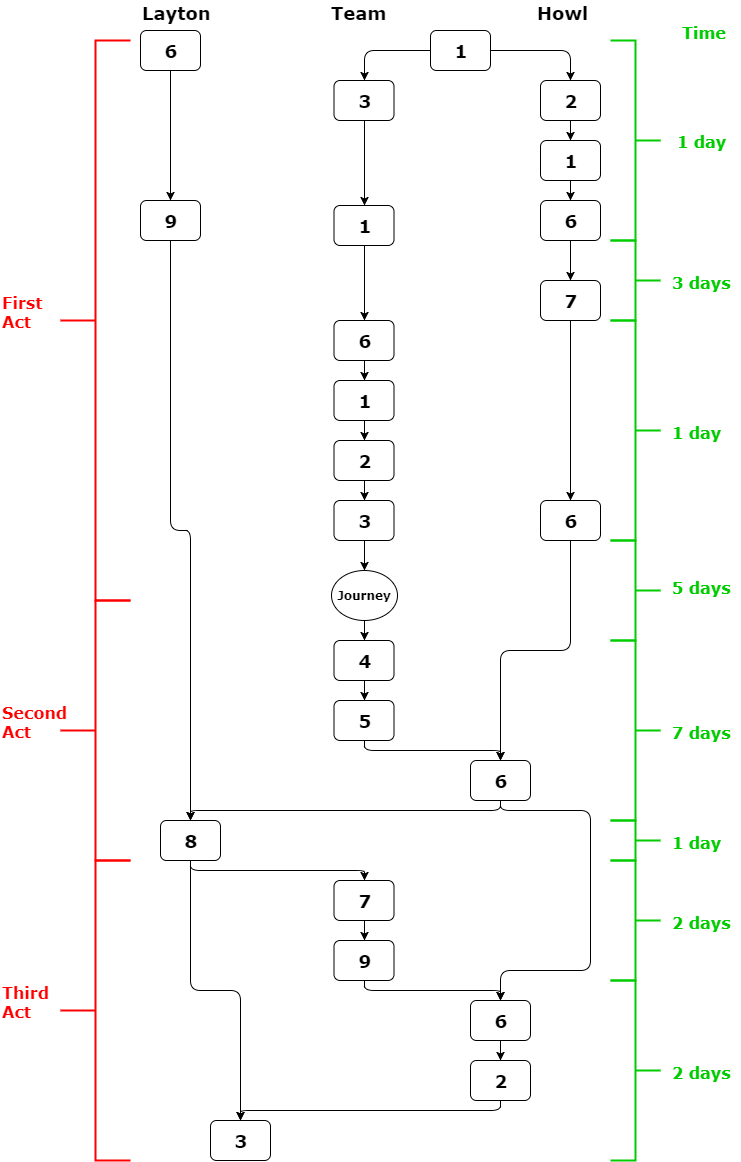 Layton Team Howl
Time
6 1
3 2
1 day
1
9 1 6
3 days
First
Act
7
6
1
1 day
2
3 6
Journey
5 days
4
Second
Act
5
7 days
6
8
1 day
7
2 days
9
Third
Act
6
2
2 days
3